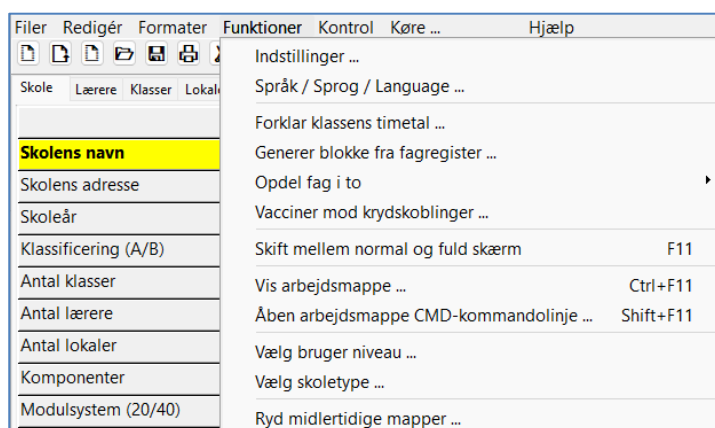 Filer Redigér Formater Funktioner Kontrol Køre ... Hjælp
Skole Lærere Klasser
Skolens navn
Skolens adresse
Skoleår
Klassificering (A/B)
Antal klasser
Antal lærere
Antal lokaler
Komponenter
Modulsystem (20/40)
Indstillinger ...
Språk / Sprog / Language ...
Forklar klassens timetal ...
Generer blokke fra fagregister ...
Opdel fag i to
Vacciner mod krydskoblinger ...
Skift mellem normal og fuld skærm F11
Vis arbejdsmappe ... Ctrl+F11
Åben arbejdsmappe CMD-kommandolinje ... Shift+F11
Vælg bruger niveau ...
Vælg skoletype ...
Ryd midlertidige mapper ...